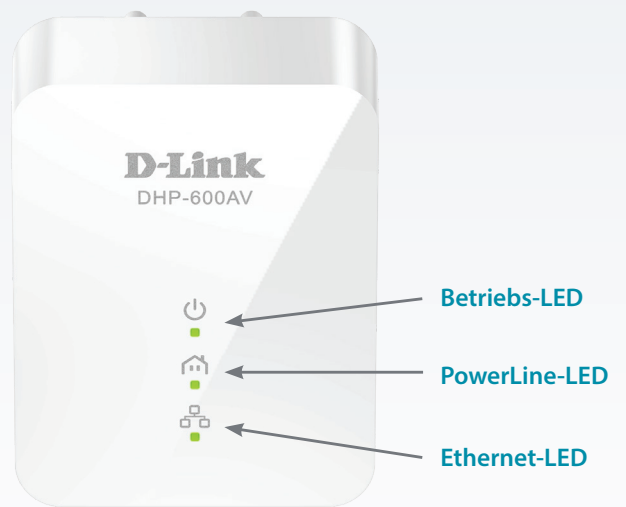 D-Link
DHP-600AV
Betriebs-LED
PowerLine-LED
Ethernet-LED